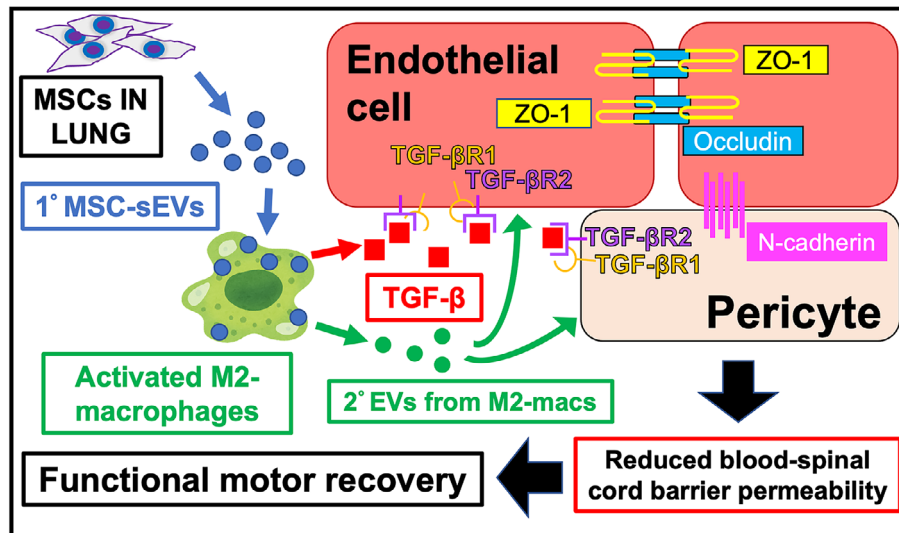 MSCs IN
LUNG
1° MSC-sEVs
Activated M2-
macrophages
Endothelial
cell
ZO-1
ZO-1
Occludin
TGF-βR1
TGF-βR2
TGF-β
TGF-βR2
TGF-βR1
N-cadherin
Pericyte
2° EVs from M2-macs
Reduced blood-spinal
cord barrier permeability
Functional motor recovery